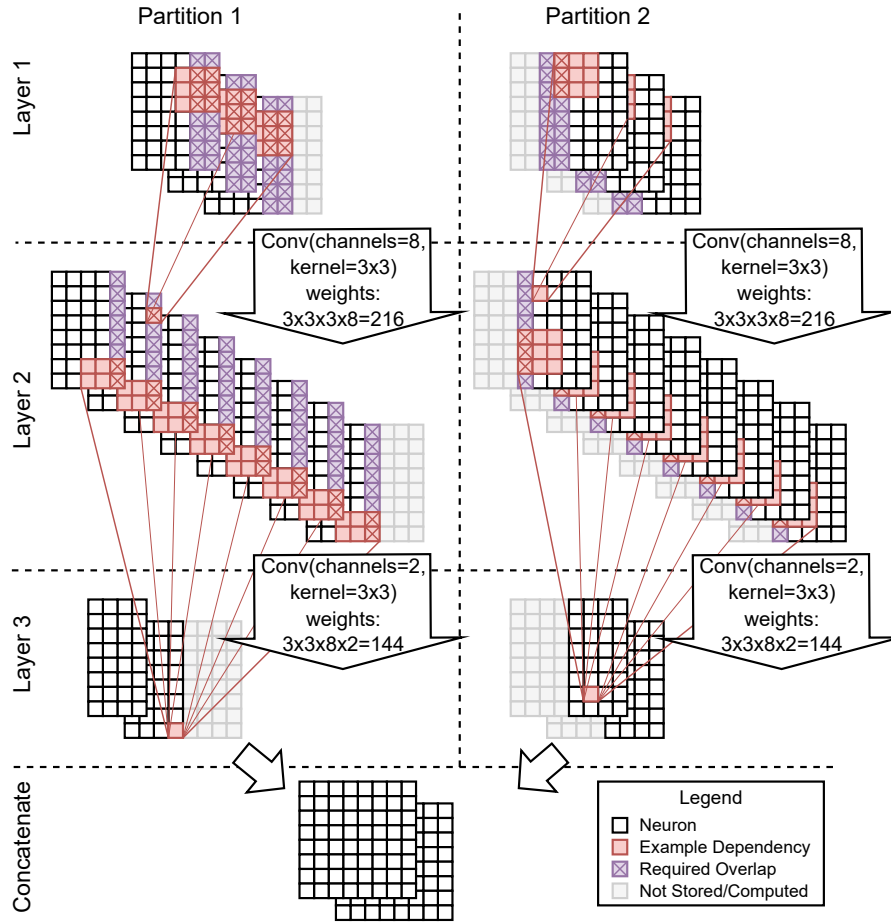 Partition 1
Partition 2
Layer 1
Conv(channels=8,
kernel=3x3)
weights:
3x3x3x8=216
Conv(channels=8,
kernel=3x3)
weights:
3x3x3x8=216
Layer 2
Conv(channels=2,
kernel=3x3)
weights:
3x3x8x2=144
Conv(channels=2,
kernel=3x3)
weights:
3x3x8x2=144
Layer 3
Concatenate
Legend
Neuron
Example Dependency
Required Overlap
Not Stored/Computed